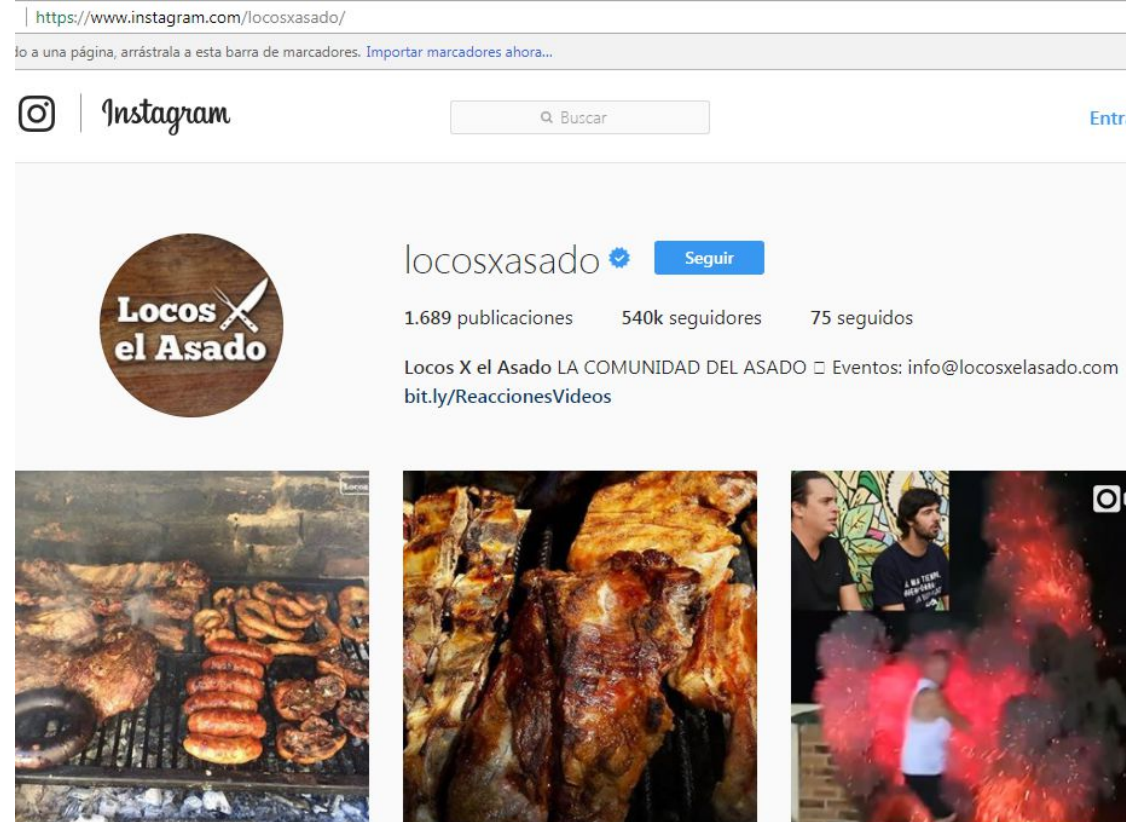 https://www.instagram.com/locosxasado/
do a una página, arrástrala a esta barra de marcadores. Importar marcadores ahora...
Instagram
Buscar
Entra
Locos X
el Asado
locosxasado Seguir
1.689 publicaciones 540k seguidores 75 seguidos
Locos X el Asado LA COMUNIDAD DEL ASADO □ Eventos: info@locosxelasado.com
bit.ly/ReaccionesVideos
Locos